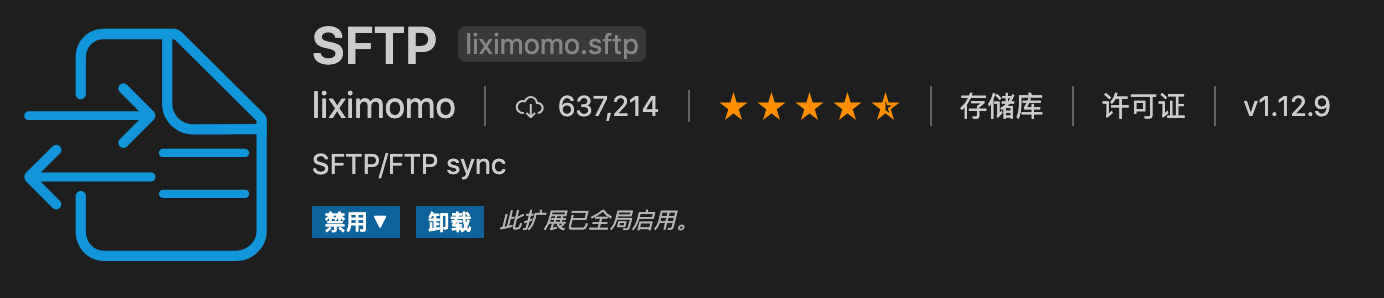 SFTP liximomo.sftp
liximomo 637,214 存储库 许可证 v1.12.9
SFTP/FTP sync
禁用 卸载 此扩展已全局启用。